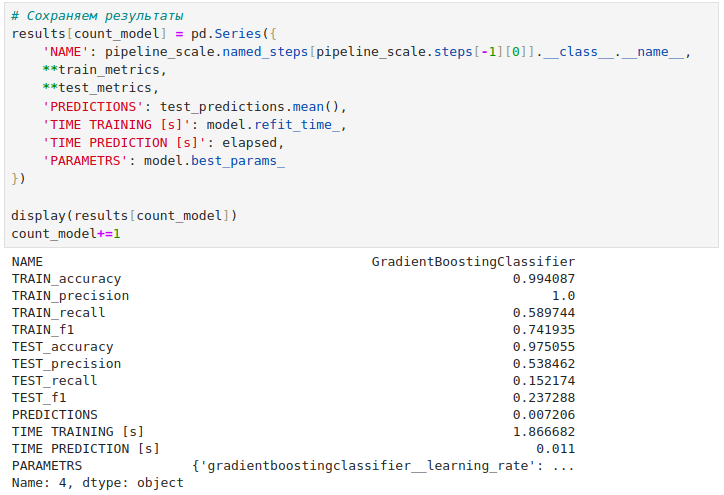 # Сохраняем результаты
results[count_model] = pd.Series({
    'NAME': pipeline_scale.named_steps[pipeline_scale.steps[-1][0]].__class__.__name__,
    **train_metrics,
    **test_metrics,
    'PREDICTIONS': test_predictions.mean(),
    'TIME TRAINING [s]': model.refit_time_,
    'TIME PREDICTION [s]': elapsed,
    'PARAMETRS': model.best_params_
})

display(results[count_model])
count_model+=1
NAME                                          GradientBoostingClassifier
TRAIN_accuracy                                                  0.994087
TRAIN_precision                                                      1.0
TRAIN_recall                                                    0.589744
TRAIN_f1                                                        0.741935
TEST_accuracy                                                   0.975055
TEST_precision                                                  0.538462
TEST_recall                                                     0.152174
TEST_f1                                                         0.237288
PREDICTIONS                                                     0.007206
TIME TRAINING [s]                                               1.866682
TIME PREDICTION [s]                                                0.011
PARAMETRS              {'gradientboostingclassifier__learning_rate': ...
Name: 4, dtype: object